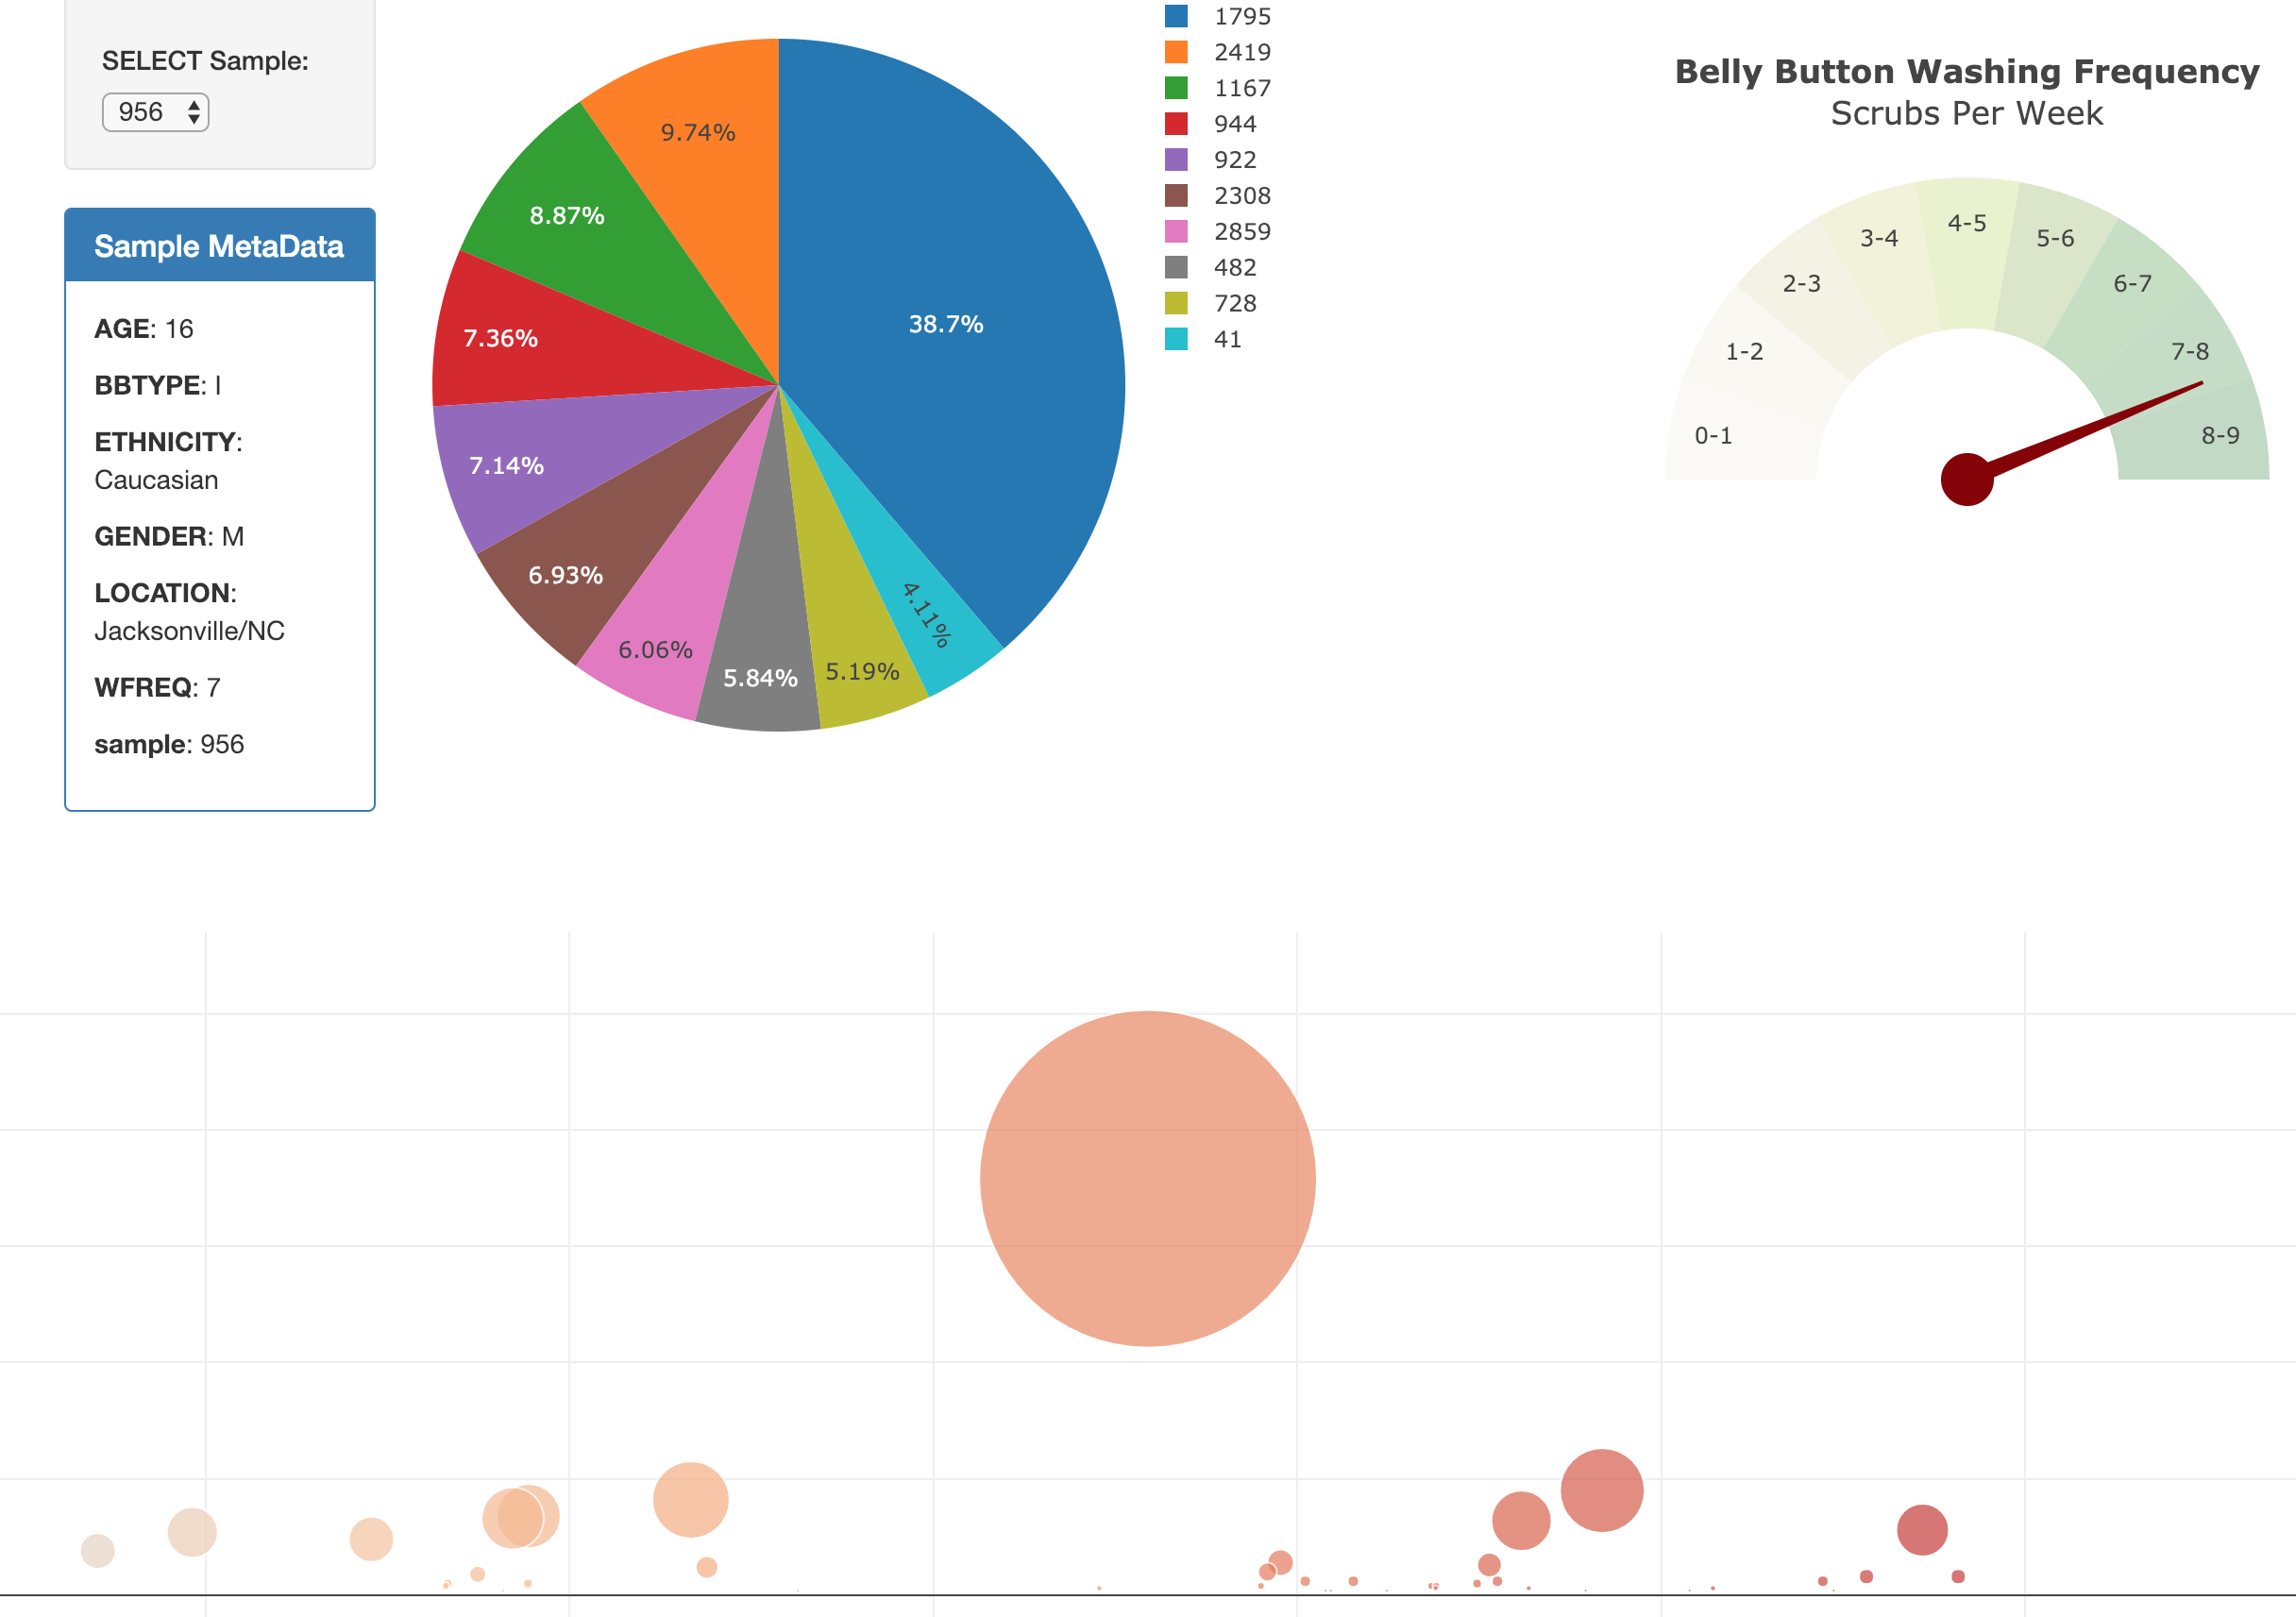 SELECT Sample:
956
Sample MetaData
AGE: 16
BBTYPE: I
ETHNICITY:
Caucasian
GENDER: M
LOCATION:
Jacksonville/NC
WFREQ: 7
sample: 956
38.7%
9.74%
8.87%
7.36%
7.14%
6.93%
6.06%
5.84%
5.19%
4.11%
1795
2419
1167
944
922
2308
2859
482
728
41
Belly Button Washing Frequency
Scrubs Per Week
0-1
1-2
2-3
3-4
4-5
5-6
6-7
7-8
8-9